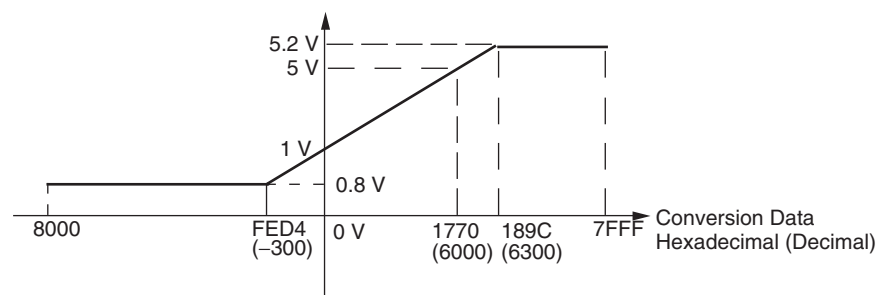 5.2 V
5 V
1 V
0.8 V
8000
FED4
(−300)
0 V
1770
(6000)
189C
(6300)
7FFF
Conversion Data
Hexadecimal (Decimal)